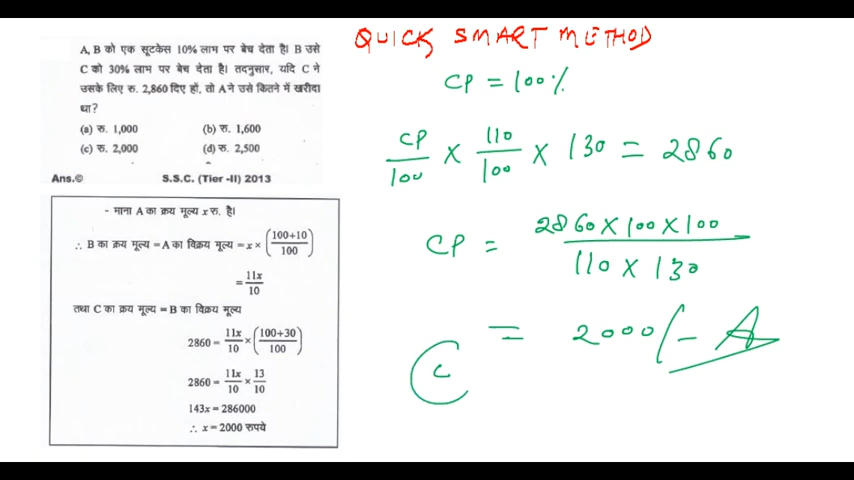 A, B को एक सूटकेस 10% लाभ पर बेच देता है। B उसे
C को 30% लाभ पर बेच देता है। तदनुसार, यदि C ने
उसके लिए रु. 2,860 दिए हों, तो A ने उसे कितने में खरीदा
था?
(a) रु. 1,000 (b) रु. 1,600
(c) रु. 2,000 (d) रु. 2,500
Ans.© S.S.C. (Tier -II) 2013
- माना A का क्रय मूल्य x रु. है।
∴ B का क्रय मूल्य = A का विक्रय मूल्य = x × (100+10/100)
= 11x/10
तथा C का क्रय मूल्य = B का विक्रय मूल्य
2860 = 11x/10 × (100+30/100)
2860 = 11x/10 × 13/10
143x = 286000
∴ x = 2000 रुपये
QUICK SMART METHOD
CP = 100%
CP/100 × 110/100 × 130 = 2860
CP = 2860 × 100 × 100/110 × 130
= 2000/- A
C